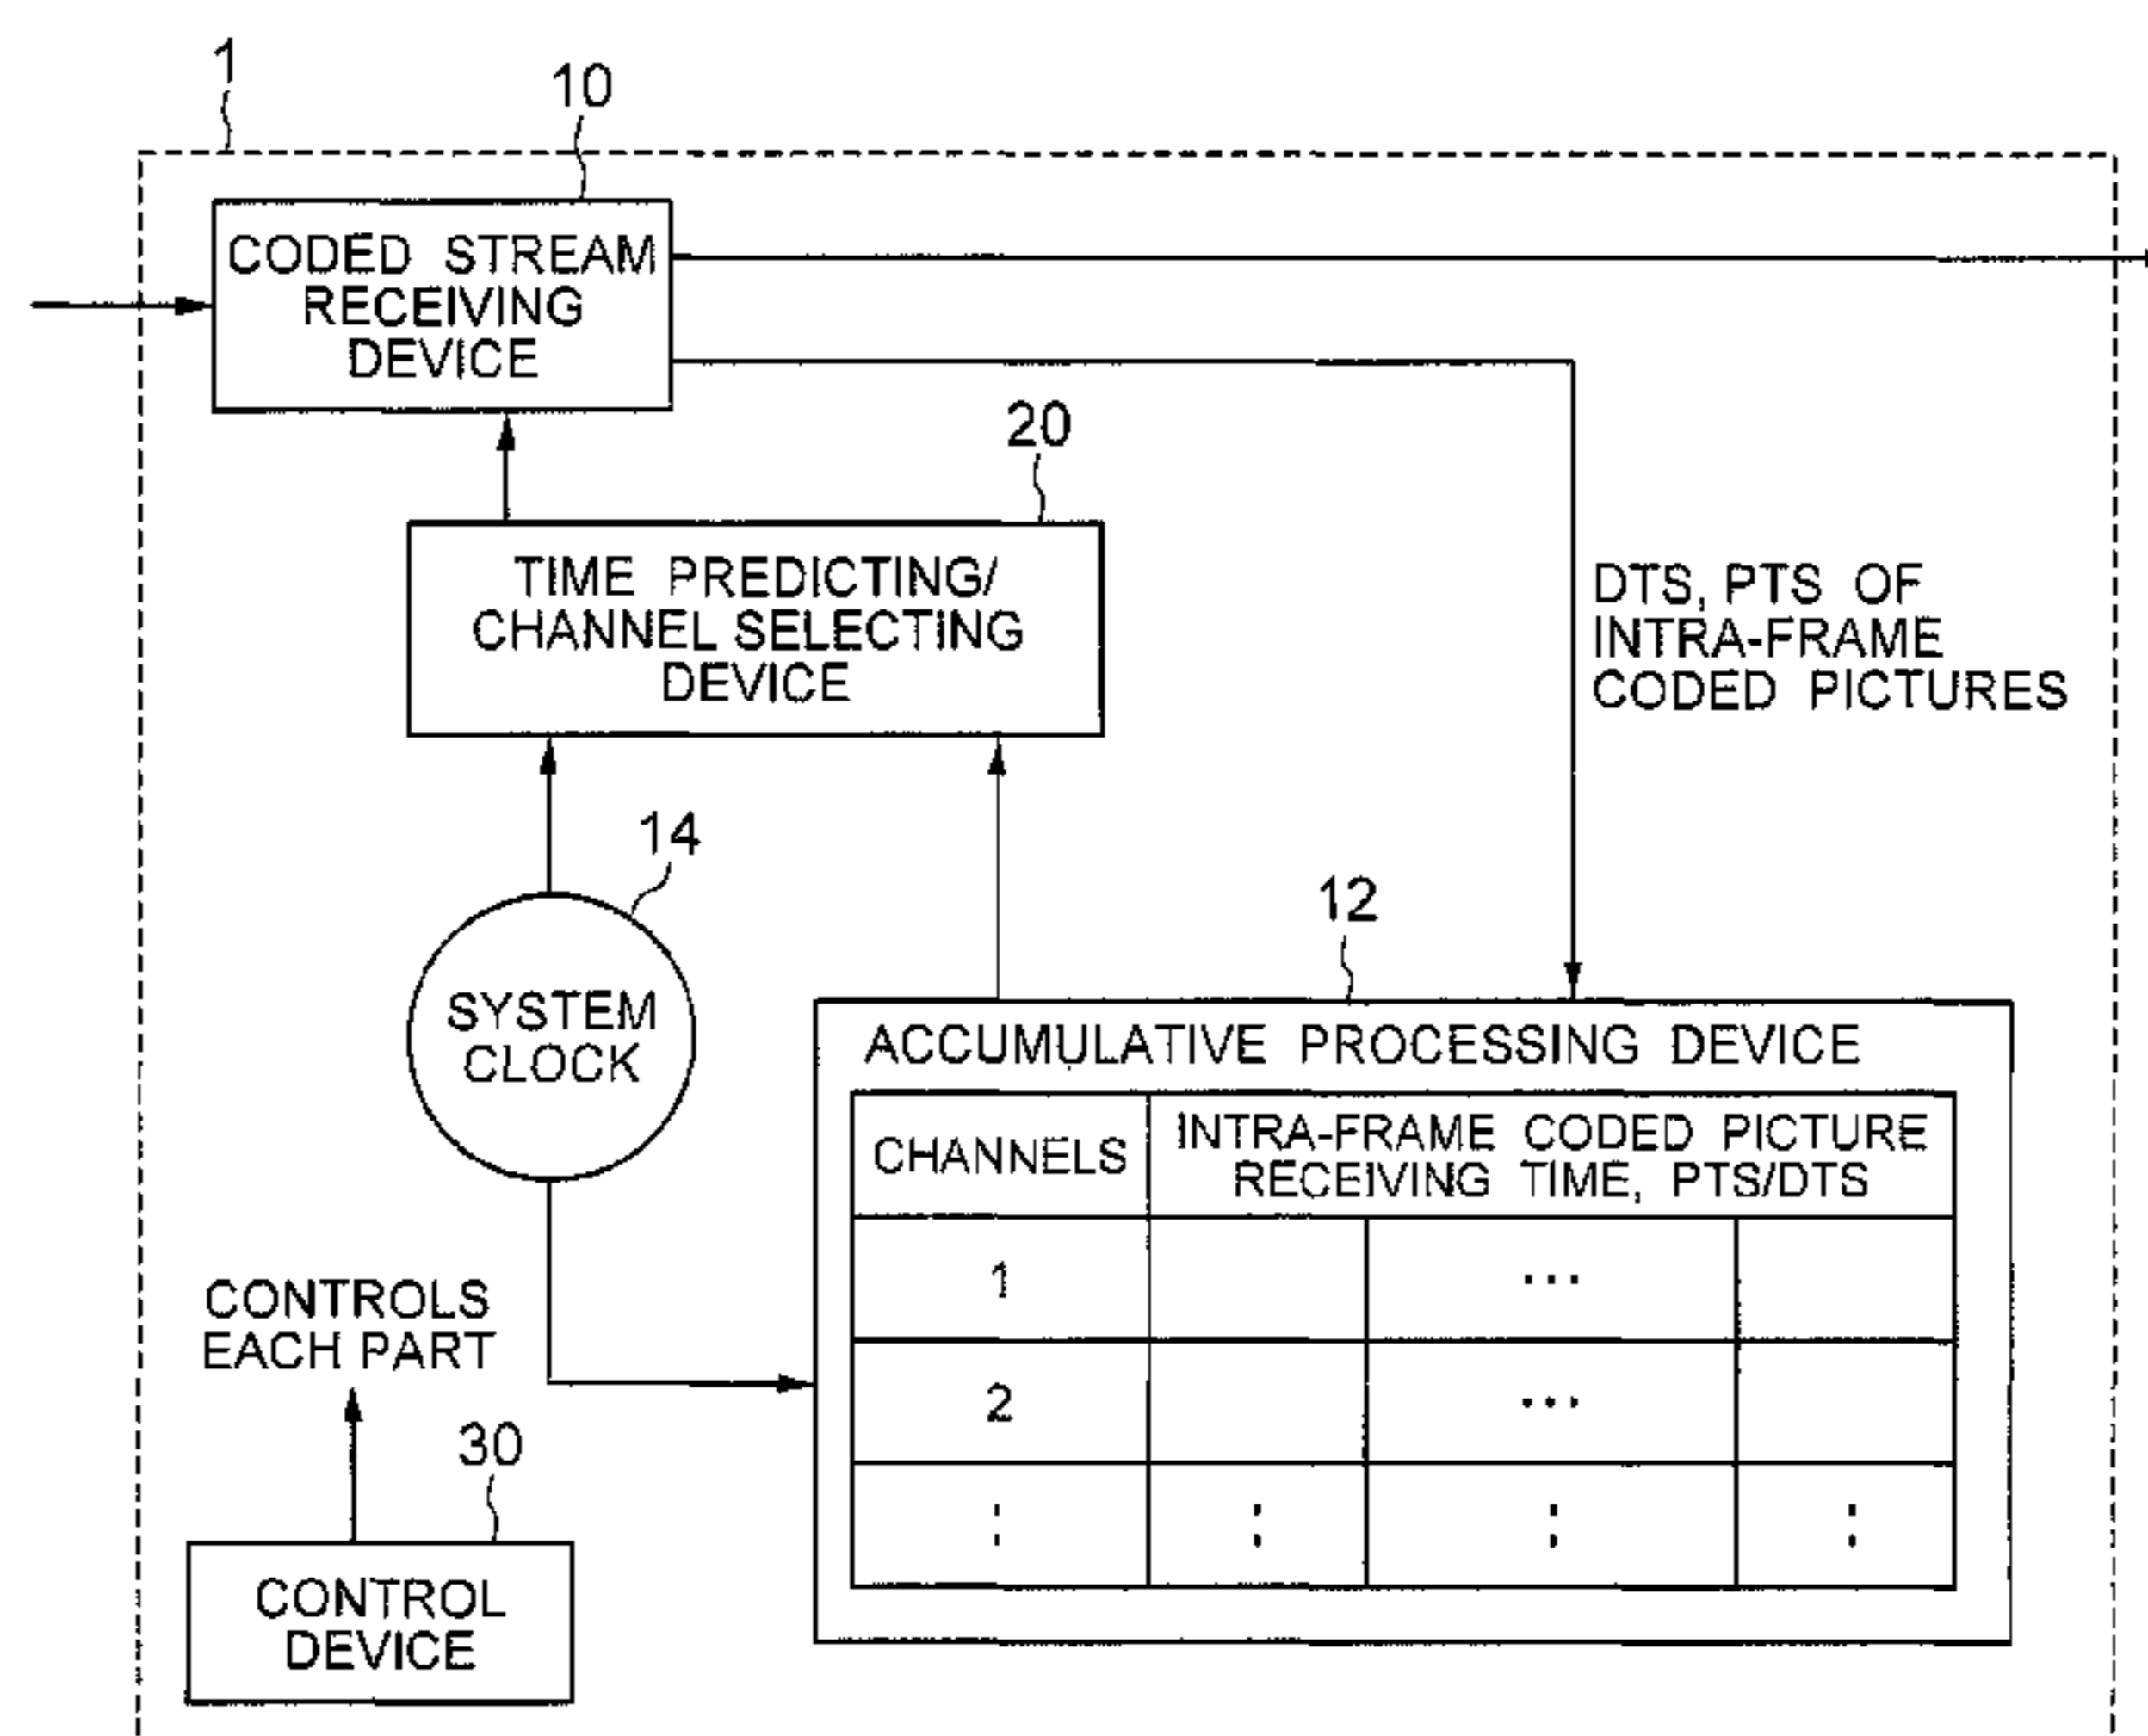 1
10
CODED STREAM
RECEIVING
DEVICE
20
TIME PREDICTING/
CHANNEL SELECTING
DEVICE
DTS, PTS OF
INTRA-FRAME
CODED PICTURES
14
SYSTEM
CLOCK
12
ACCUMULATIVE PROCESSING DEVICE
CHANNELS
INTRA-FRAME CODED PICTURE
RECEIVING TIME, PTS/DTS
1 ...
2 ...
⋮ ⋮ ⋮ ⋮
CONTROLS
EACH PART
30
CONTROL
DEVICE